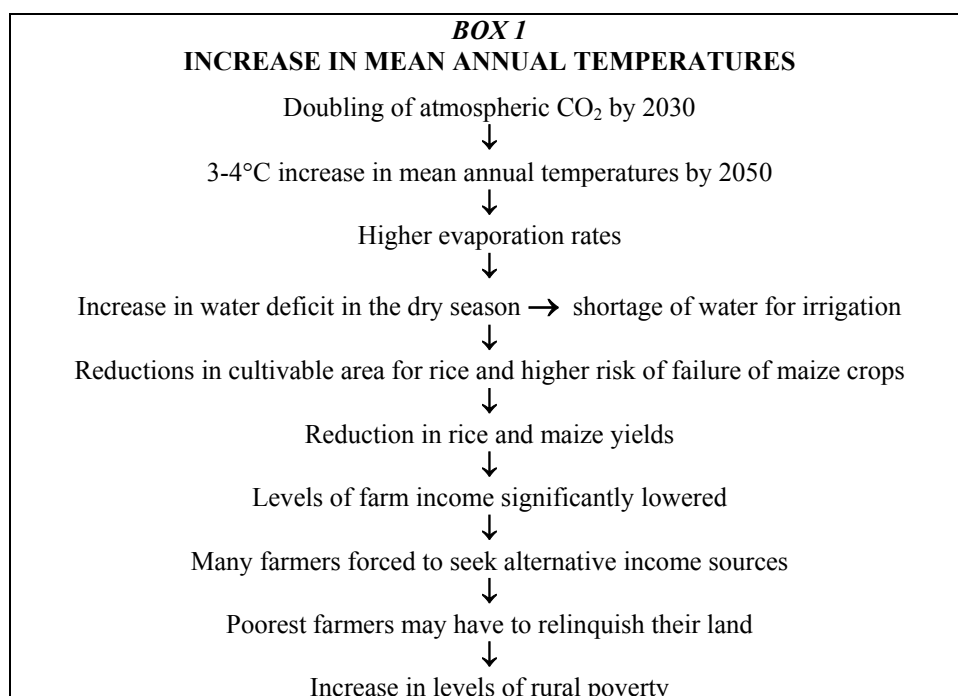 BOX 1
INCREASE IN MEAN ANNUAL TEMPERATURES
Doubling of atmospheric CO₂ by 2030
↓
3-4°C increase in mean annual temperatures by 2050
↓
Higher evaporation rates
↓
Increase in water deficit in the dry season → shortage of water for irrigation
↓
Reductions in cultivable area for rice and higher risk of failure of maize crops
↓
Reduction in rice and maize yields
↓
Levels of farm income significantly lowered
↓
Many farmers forced to seek alternative income sources
↓
Poorest farmers may have to relinquish their land
↓
Increase in levels of rural poverty